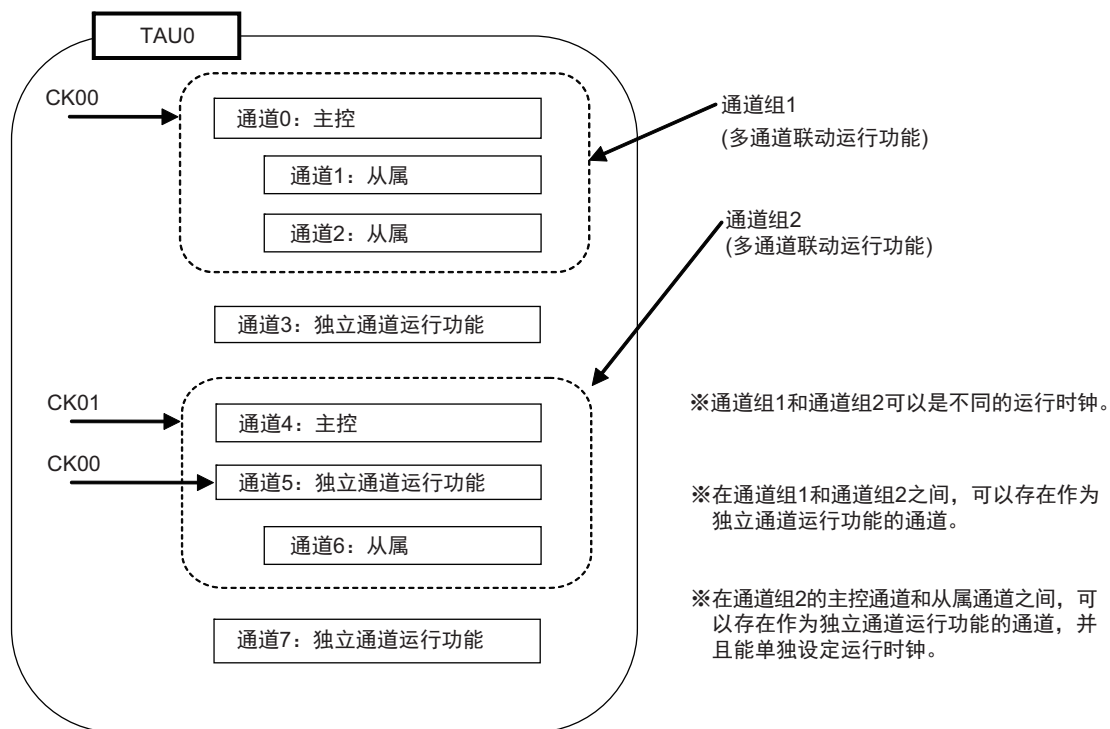 TAU0
CK00
通道0：主控
通道1：从属
通道2：从属
通道组1
(多通道联动运行功能)
通道组2
(多通道联动运行功能)
通道3：独立通道运行功能
CK01
通道4：主控
CK00
通道5：独立通道运行功能
通道6：从属
通道7：独立通道运行功能
※通道组1和通道组2可以是不同的运行时钟。
※在通道组1和通道组2之间，可以存在作为
独立通道运行功能的通道。
※在通道组2的主控通道和从属通道之间，可
以存在作为独立通道运行功能的通道，并
且能单独设定运行时钟。